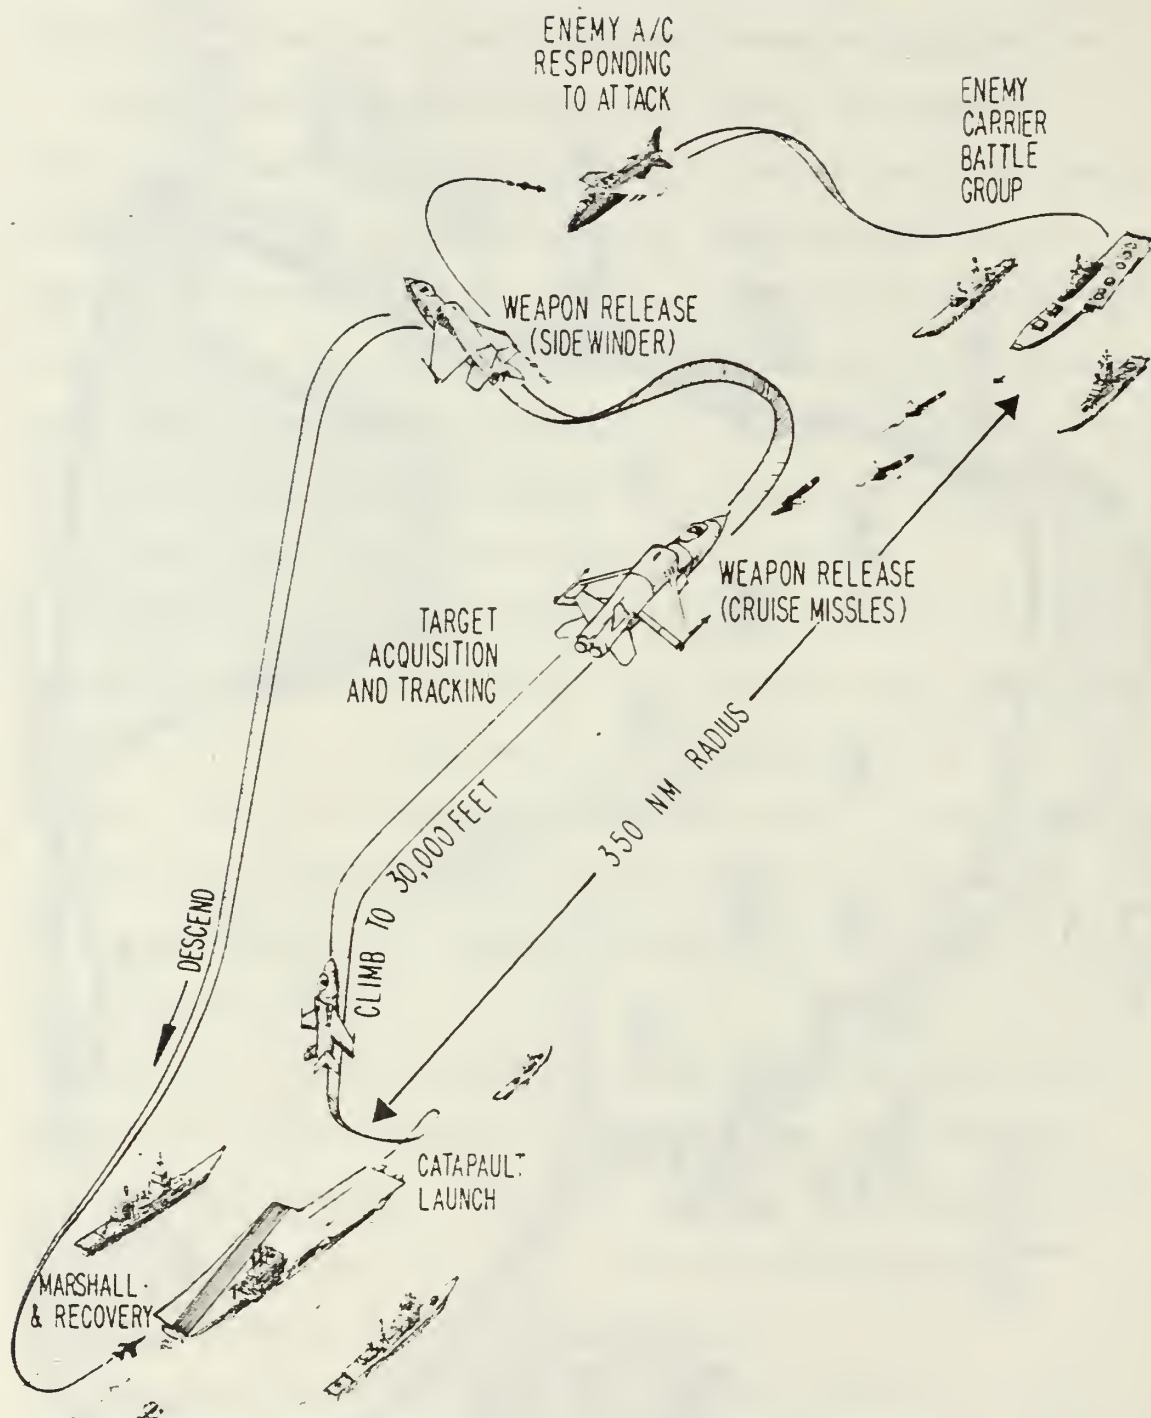 ENEMY A/C
RESPONDING
TO ATTACK
ENEMY
CARRIER
BATTLE
GROUP
WEAPON RELEASE
(SIDEWINDER)
WEAPON RELEASE
(CRUISE MISSLES)
TARGET
ACQUISITION
AND TRACKING
350 NM RADIUS
CLIMB TO 30,000 FEET
DESCEND
CATAPAULT
LAUNCH
MARSHALL
& RECOVERY